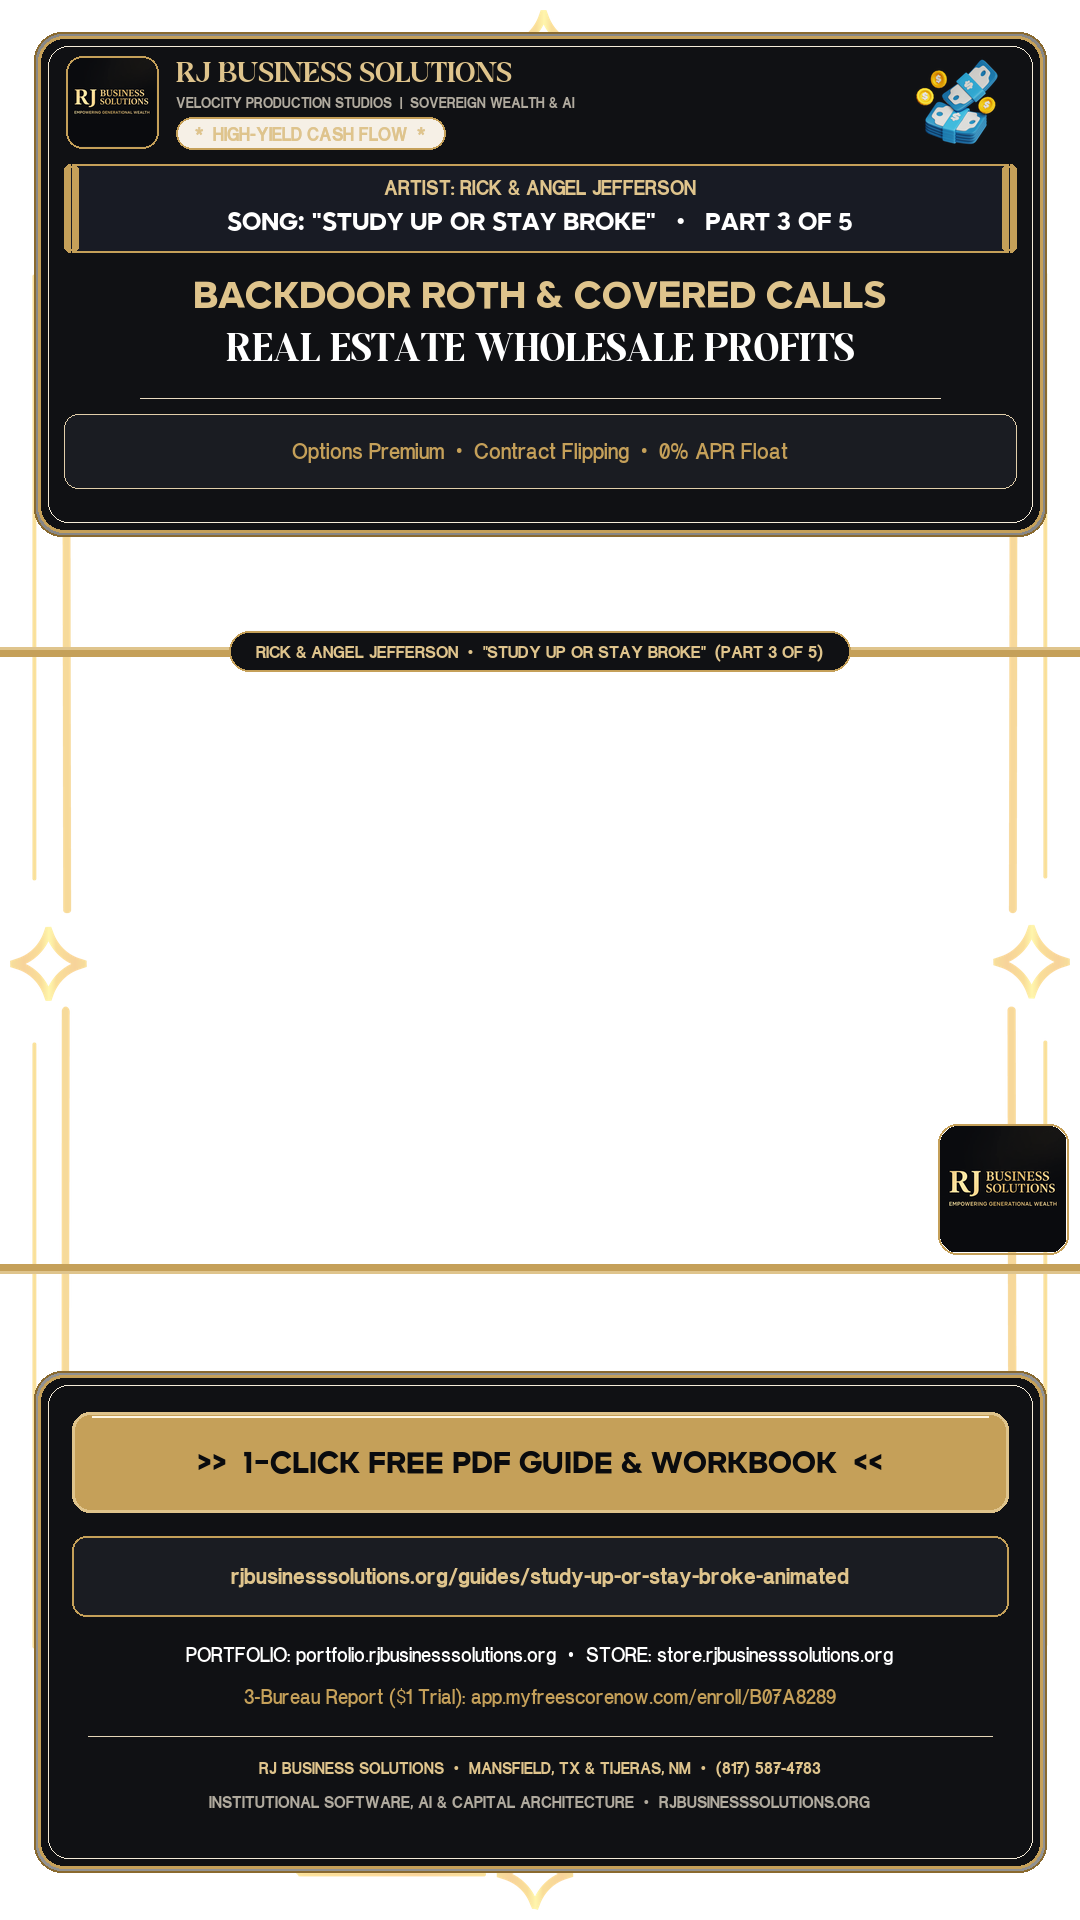 RJ BUSINESS SOLUTIONS
EMPOWERING GENERATIONAL WEALTH
RJ BUSINESS SOLUTIONS
VELOCITY PRODUCTION STUDIOS | SOVEREIGN WEALTH & AI
* HIGH-YIELD CASH FLOW *
ARTIST: RICK & ANGEL JEFFERSON
SONG: "STUDY UP OR STAY BROKE" • PART 3 OF 5
BACKDOOR ROTH & COVERED CALLS
REAL ESTATE WHOLESALE PROFITS
Options Premium • Contract Flipping • 0% APR Float
RICK & ANGEL JEFFERSON • "STUDY UP OR STAY BROKE" (PART 3 OF 5)
RJ BUSINESS SOLUTIONS
EMPOWERING GENERATIONAL WEALTH
>> 1-CLICK FREE PDF GUIDE & WORKBOOK <<
rjbusinesssolutions.org/guides/study-up-or-stay-broke-animated
PORTFOLIO: portfolio.rjbusinesssolutions.org • STORE: store.rjbusinesssolutions.org
3-Bureau Report ($1 Trial): app.myfreescorenow.com/enroll/B07A8289
RJ BUSINESS SOLUTIONS • MANSFIELD, TX & TIJERAS, NM • (817) 587-4783
INSTITUTIONAL SOFTWARE, AI & CAPITAL ARCHITECTURE • RJBUSINESSSOLUTIONS.ORG